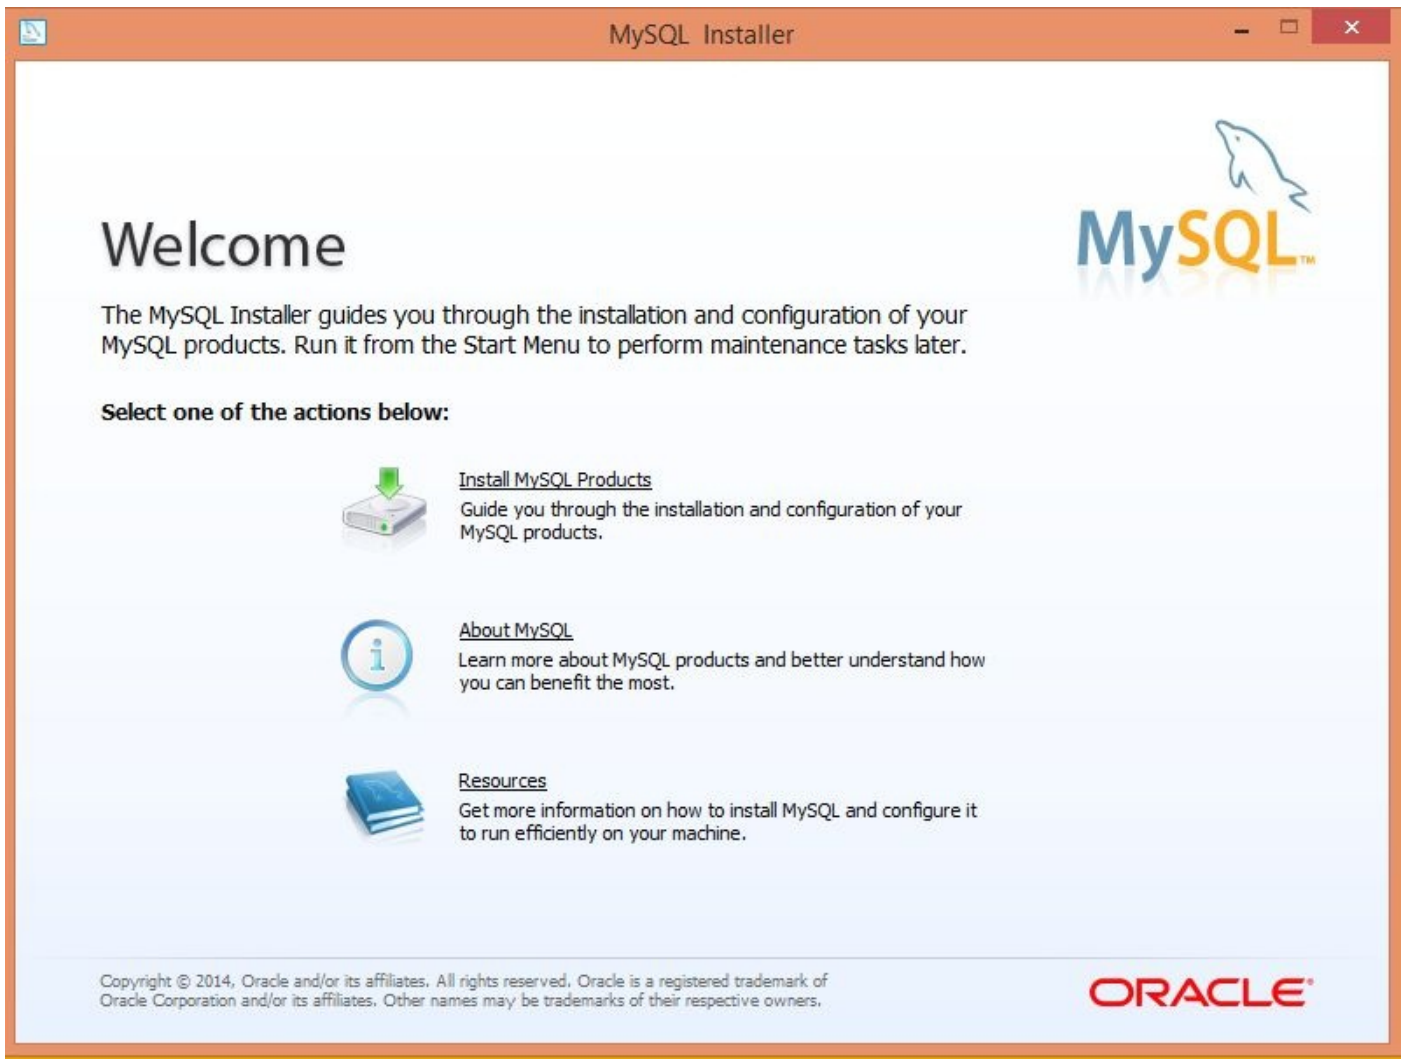 MySQL Installer
MySQL™
Welcome
The MySQL Installer guides you through the installation and configuration of your
MySQL products. Run it from the Start Menu to perform maintenance tasks later.
Select one of the actions below:
Install MySQL Products
Guide you through the installation and configuration of your
MySQL products.
About MySQL
Learn more about MySQL products and better understand how
you can benefit the most.
Resources
Get more information on how to install MySQL and configure it
to run efficiently on your machine.
Copyright © 2014, Oracle and/or its affiliates. All rights reserved. Oracle is a registered trademark of
Oracle Corporation and/or its affiliates. Other names may be trademarks of their respective owners.
ORACLE®